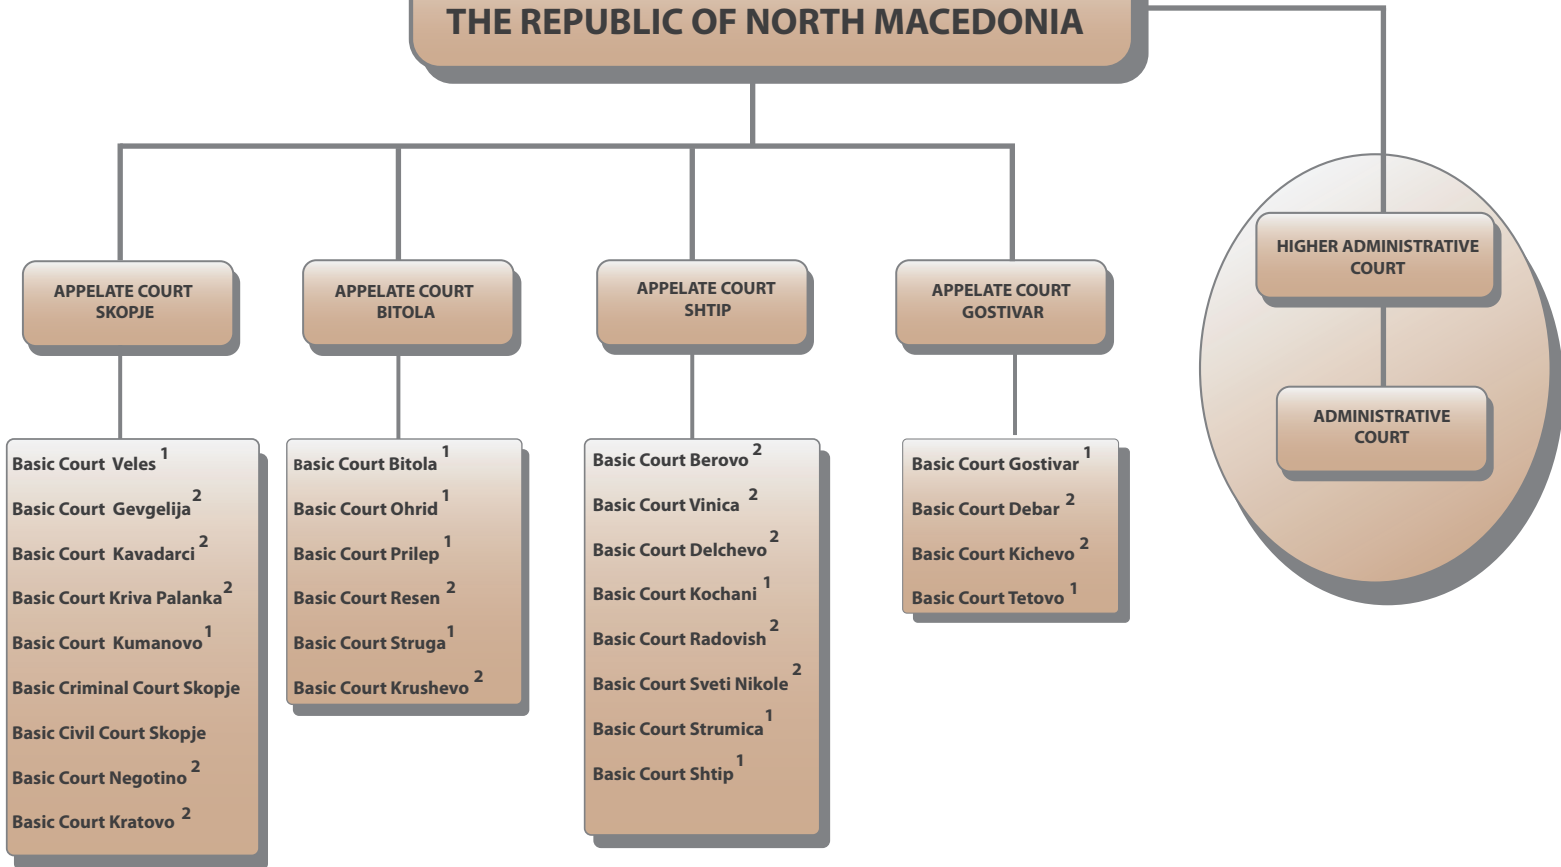 THE REPUBLIC OF NORTH MACEDONIA
APPELATE COURT
SKOPJE
Basic Court Veles 1
Basic Court Gevgelija 2
Basic Court Kavadarci 2
Basic Court Kriva Palanka 2
Basic Court Kumanovo 1
Basic Criminal Court Skopje
Basic Civil Court Skopje
Basic Court Negotino 2
Basic Court Kratovo 2
APPELATE COURT
BITOLA
Basic Court Bitola 1
Basic Court Ohrid 1
Basic Court Prilep 1
Basic Court Resen 2
Basic Court Struga 1
Basic Court Krushevo 2
APPELATE COURT
SHTIP
Basic Court Berovo 2
Basic Court Vinica 2
Basic Court Delchevo 2
Basic Court Kochani 1
Basic Court Radovish 2
Basic Court Sveti Nikole 2
Basic Court Strumica 1
Basic Court Shtip 1
APPELATE COURT
GOSTIVAR
Basic Court Gostivar 1
Basic Court Debar 2
Basic Court Kichevo 2
Basic Court Tetovo 1
HIGHER ADMINISTRATIVE
COURT
ADMINISTRATIVE
COURT